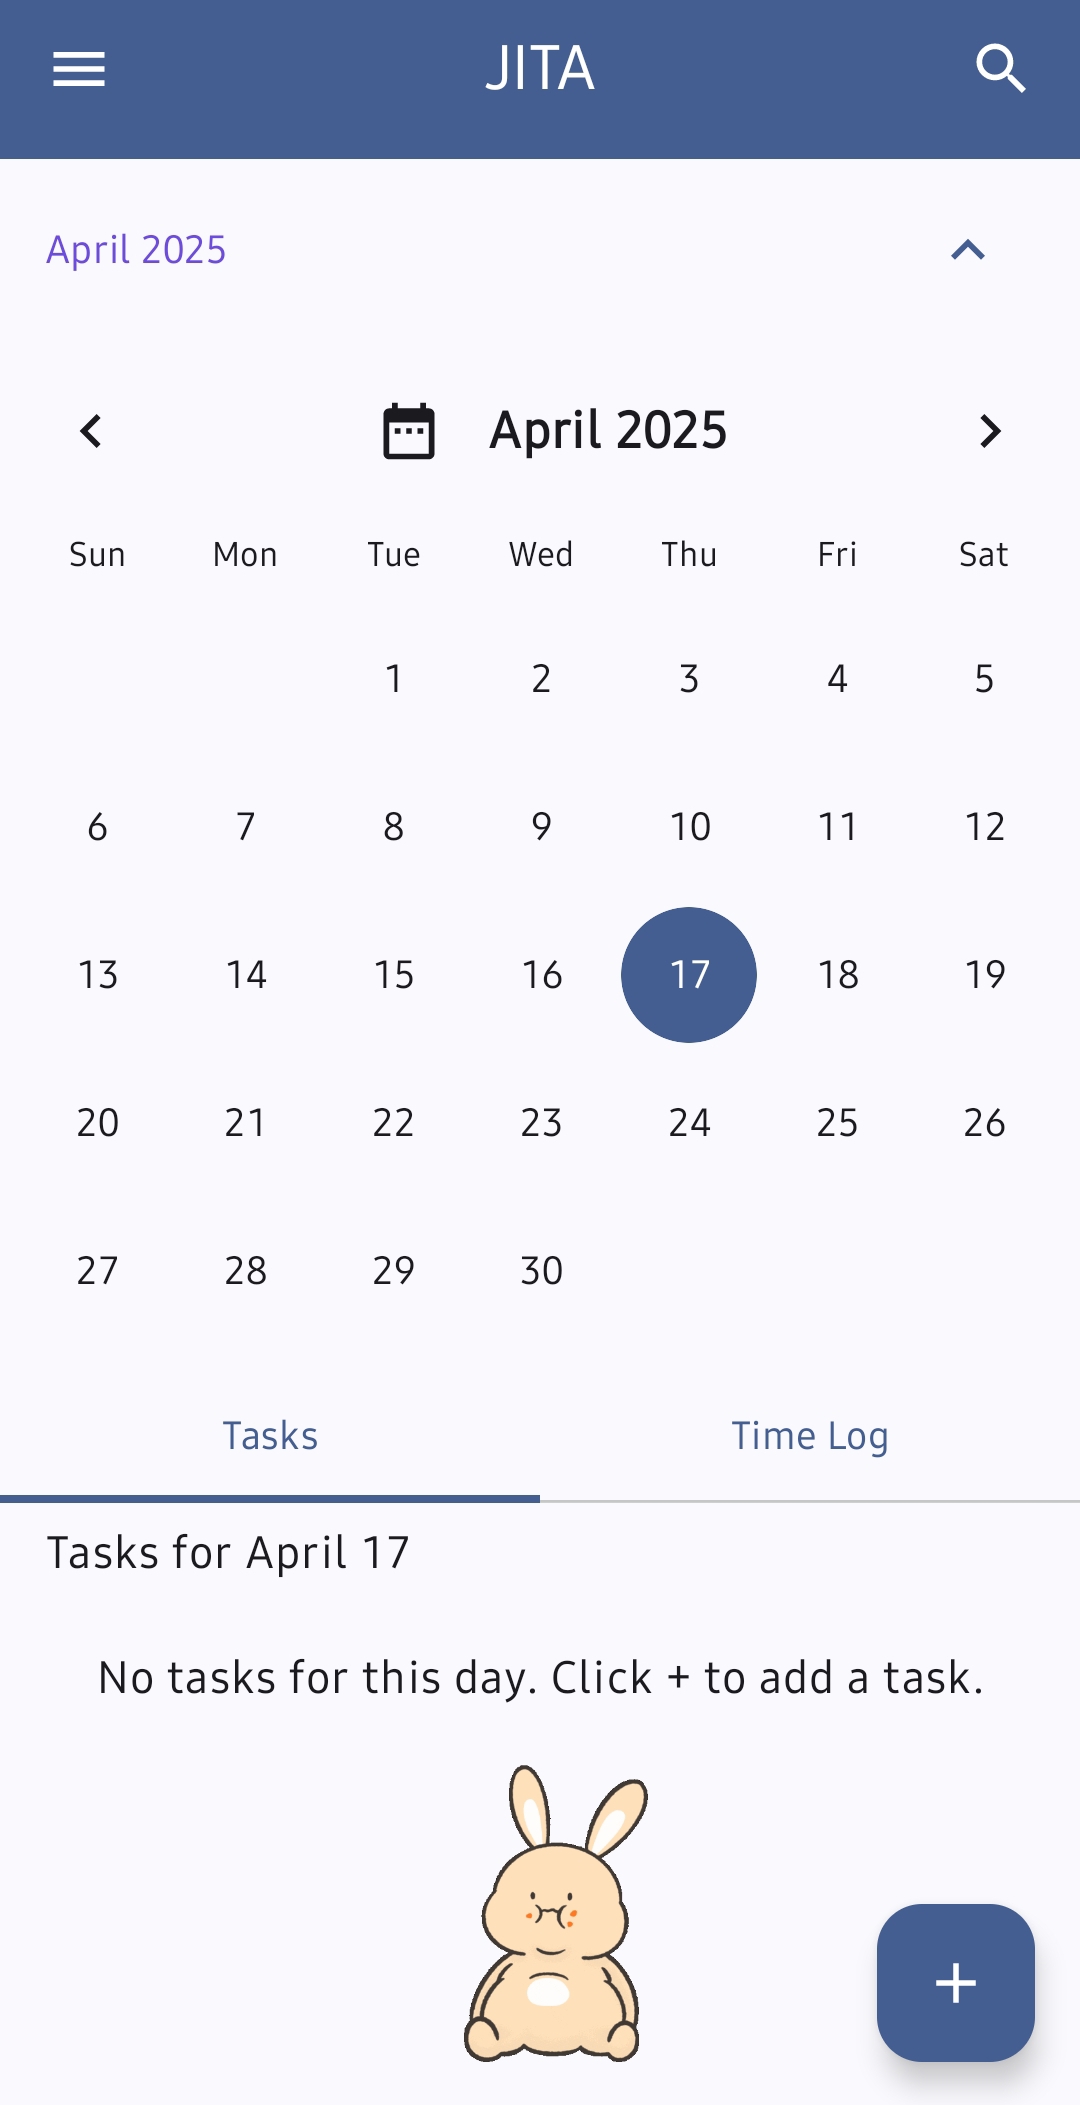 JITA
April 2025
April 2025
Sun Mon Tue Wed Thu Fri Sat
1 2 3 4 5
6 7 8 9 10 11 12
13 14 15 16 17 18 19
20 21 22 23 24 25 26
27 28 29 30
Tasks Time Log
Tasks for April 17
No tasks for this day. Click + to add a task.
+